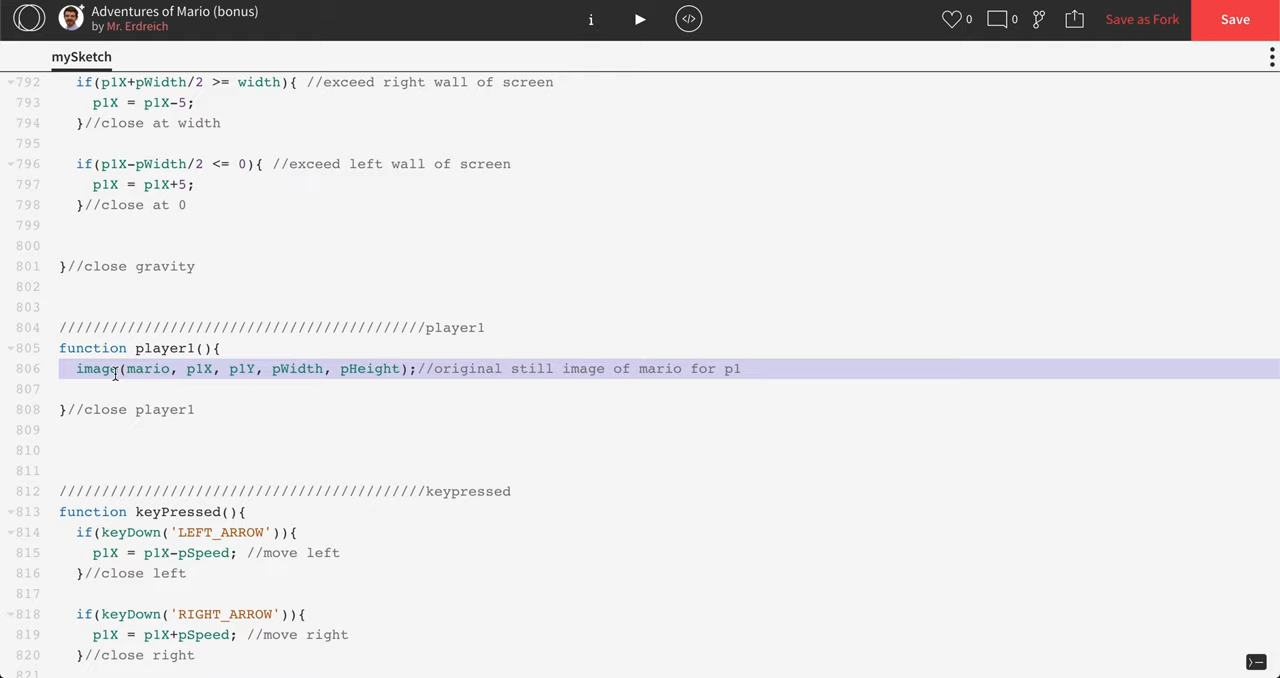 Adventures of Mario (bonus)
by Mr. Erdreich
i
</>
0
0
Save as Fork
Save
mySketch
792 if(p1X+pWidth/2 >= width){ //exceed right wall of screen
793 p1X = p1X-5;
794 }//close at width
795
796 if(p1X-pWidth/2 <= 0){ //exceed left wall of screen
797 p1X = p1X+5;
798 }//close at 0
799
800
801 }//close gravity
802
803
804 ///////////////////////////////////////////player1
805 function player1(){
806 image(mario, p1X, p1Y, pWidth, pHeight);//original still image of mario for p1
807
808 }//close player1
809
810
811
812 ///////////////////////////////////////////keypressed
813 function keyPressed(){
814 if(keyDown('LEFT_ARROW')){
815 p1X = p1X-pSpeed; //move left
816 }//close left
817
818 if(keyDown('RIGHT_ARROW')){
819 p1X = p1X+pSpeed; //move right
820 }//close right
821